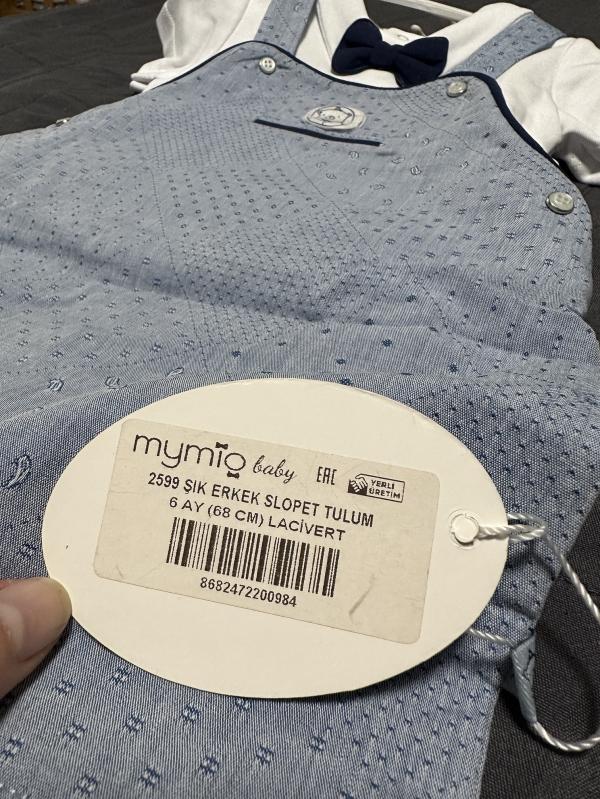 mymio baby EAC YERLİ ÜRETİM
2599 ŞIK ERKEK SLOPET TULUM
6 AY (68 CM) LACİVERT
8682472200984